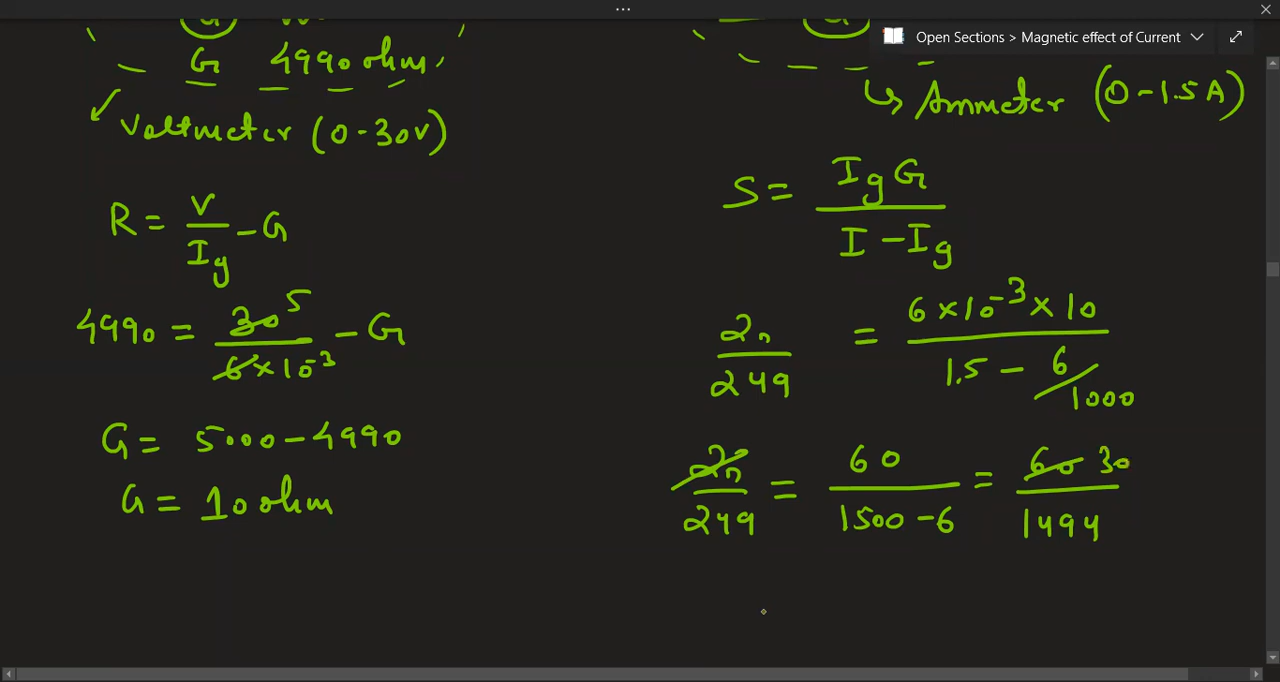 Open Sections > Magnetic effect of Current
G 4990 ohm
Voltmeter (0-30V)
R = V/Ig - G
4990 = 30 5/6×10^-3 - G
G = 5000 - 4990
G = 10 ohm
Ammeter (0-1.5A)
S = IgG/I - Ig
2n/249 = 6×10^-3×10/1.5 - 6/1000
2n/249 = 60/1500-6 = 60 30/1494